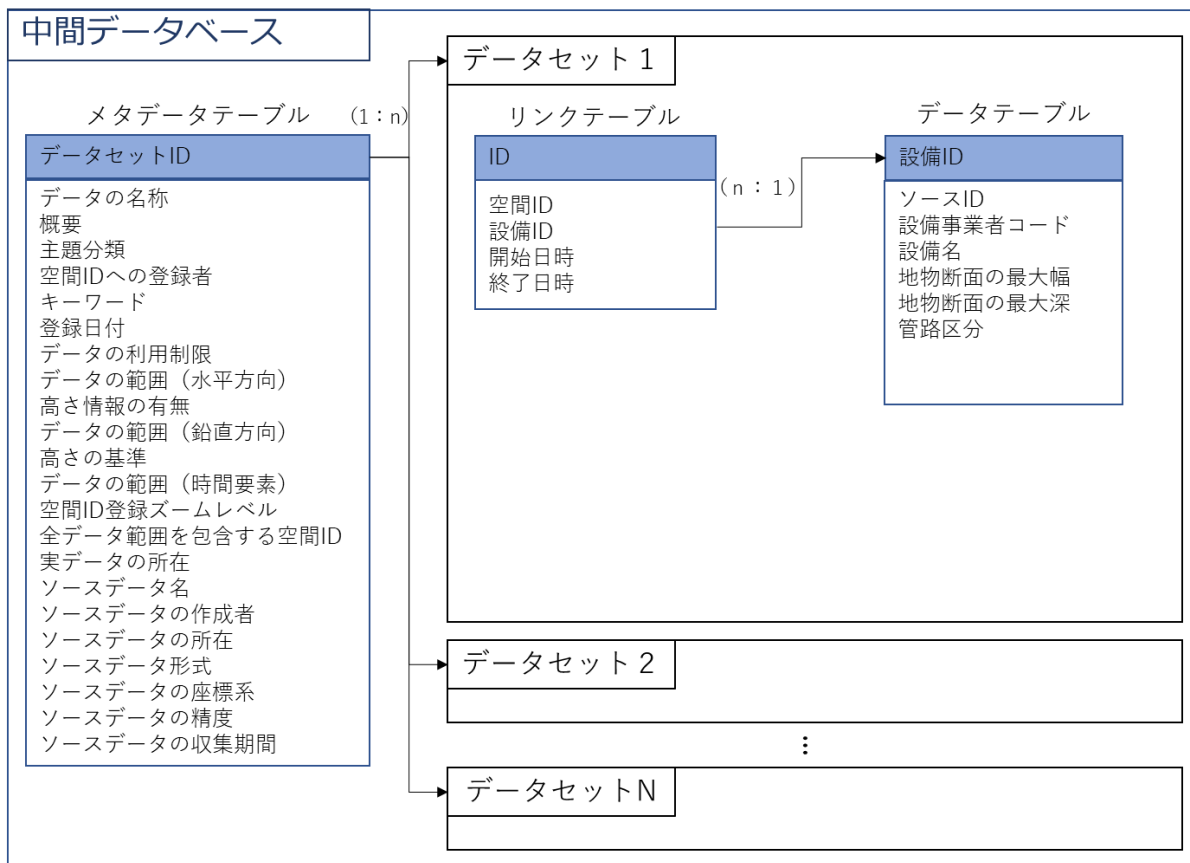 中間データベース
メタデータテーブル
(1：n)
データセットID
データの名称
概要
主題分類
空間IDへの登録者
キーワード
登録日付
データの利用制限
データの範囲（水平方向）
高さ情報の有無
データの範囲（鉛直方向）
高さの基準
データの範囲（時間要素）
空間ID登録ズームレベル
全データ範囲を包含する空間ID
実データの所在
ソースデータ名
ソースデータの作成者
ソースデータの所在
ソースデータ形式
ソースデータの座標系
ソースデータの精度
ソースデータの収集期間
データセット１
リンクテーブル
ID
空間ID
設備ID
開始日時
終了日時
(n：1)
データテーブル
設備ID
ソースID
設備事業者コード
設備名
地物断面の最大幅
地物断面の最大深
管路区分
データセット２
⋮
データセットN